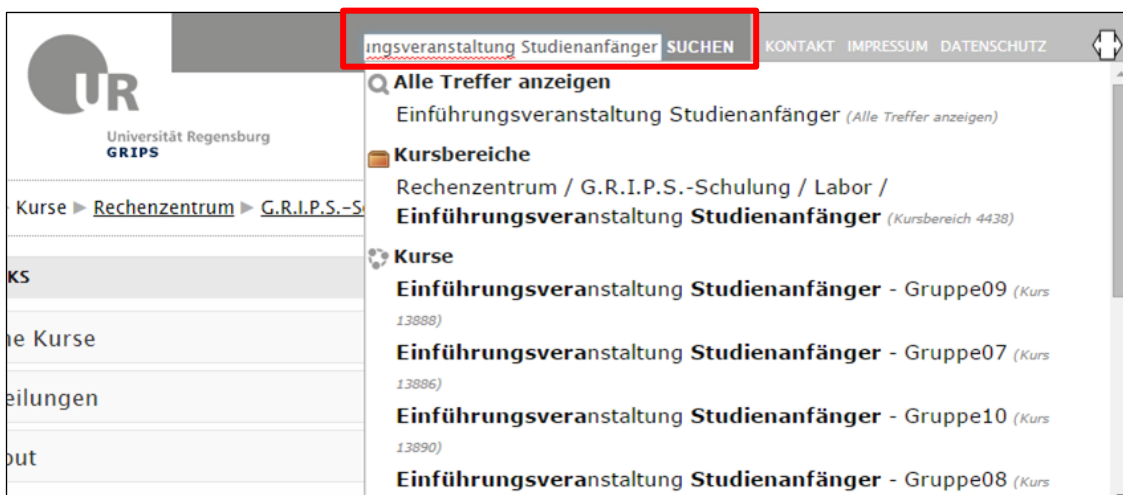 ungsveranstaltung Studienanfänger SUCHEN KONTAKT IMPRESSUM DATENSCHUTZ
UR
Universität Regensburg
GRIPS
Kurse ▶ Rechenzentrum ▶ G.R.I.P.S.-S
KS
ne Kurse
eilungen
out
Alle Treffer anzeigen
Einführungsveranstaltung Studienanfänger (Alle Treffer anzeigen)
Kursbereiche
Rechenzentrum / G.R.I.P.S.-Schulung / Labor /
Einführungsveranstaltung Studienanfänger (Kursbereich 4438)
Kurse
Einführungsveranstaltung Studienanfänger - Gruppe09 (Kurs
13888)
Einführungsveranstaltung Studienanfänger - Gruppe07 (Kurs
13886)
Einführungsveranstaltung Studienanfänger - Gruppe10 (Kurs
13890)
Einführungsveranstaltung Studienanfänger - Gruppe08 (Kurs